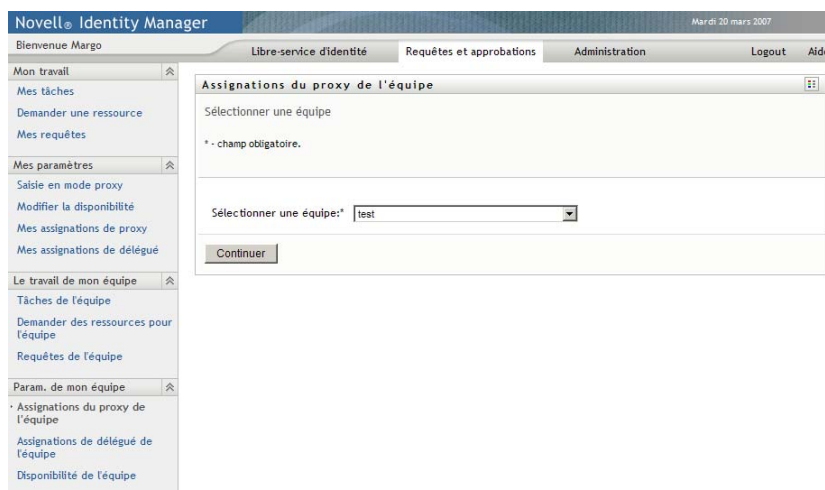 Novell® Identity Manager
Mardi 20 mars 2007
Bienvenue Margo
Libre-service d'identité
Requêtes et approbations
Administration
Logout
Aide
Mon travail
Mes tâches
Demander une ressource
Mes requêtes
Mes paramètres
Saisie en mode proxy
Modifier la disponibilité
Mes assignations de proxy
Mes assignations de délégué
Le travail de mon équipe
Tâches de l'équipe
Demander des ressources pour
l'équipe
Requêtes de l'équipe
Param. de mon équipe
· Assignations du proxy de
l'équipe
Assignations de délégué de
l'équipe
Disponibilité de l'équipe
Assignations du proxy de l'équipe
Sélectionner une équipe
* - champ obligatoire.
Sélectionner une équipe:* test
Continuer